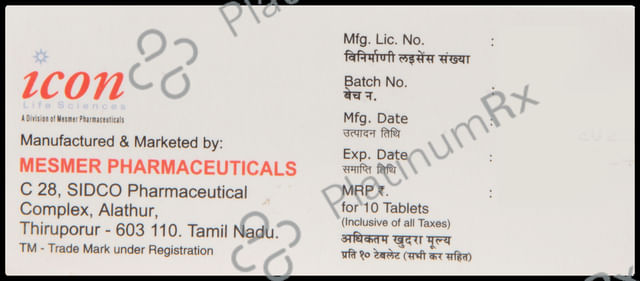 icon
Life Sciences
A Division of Mesmer Pharmaceuticals
Manufactured & Marketed by:
MESMER PHARMACEUTICALS
C 28, SIDCO Pharmaceutical
Complex, Alathur,
Thiruporur - 603 110. Tamil Nadu.
TM - Trade Mark under Registration
Mfg. Lic. No. :
विनिर्माणी लइसेंस संख्या
Batch No. :
बेच न.
Mfg. Date :
उत्पादन तिथि
Exp. Date :
समाप्ति तिथि
MRP ₹. :
for 10 Tablets
(Inclusive of all Taxes)
अधिकतम खुदरा मूल्य
प्रति १० टेबलेट (सभी कर सहित)
PlatinumRx
PlatinumRx